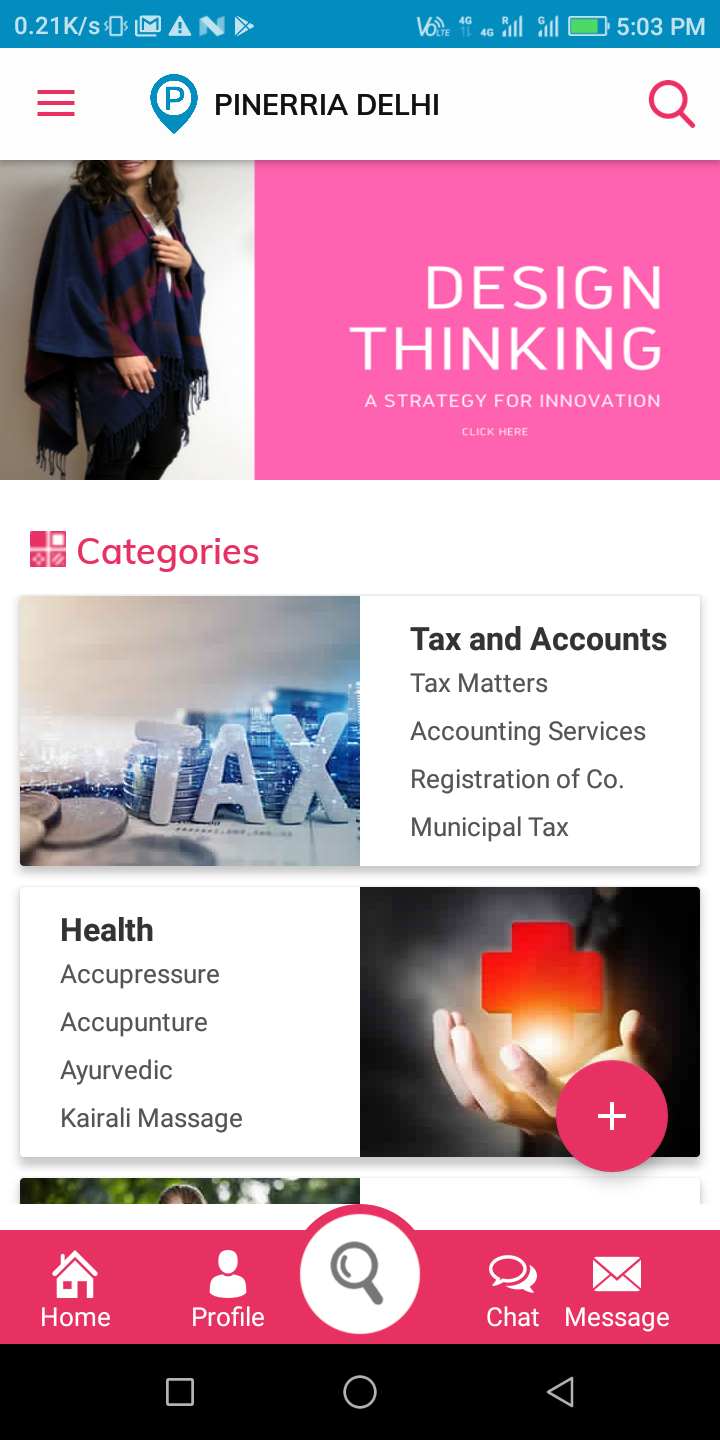 0.21K/s VoLTE 4G 4G R G 5:03 PM
P PINERRIA DELHI
DESIGN
THINKING
A STRATEGY FOR INNOVATION
CLICK HERE
Categories
TAX
Tax and Accounts
Tax Matters
Accounting Services
Registration of Co.
Municipal Tax
Health
Accupressure
Accupunture
Ayurvedic
Kairali Massage
+
Home Profile Chat Message